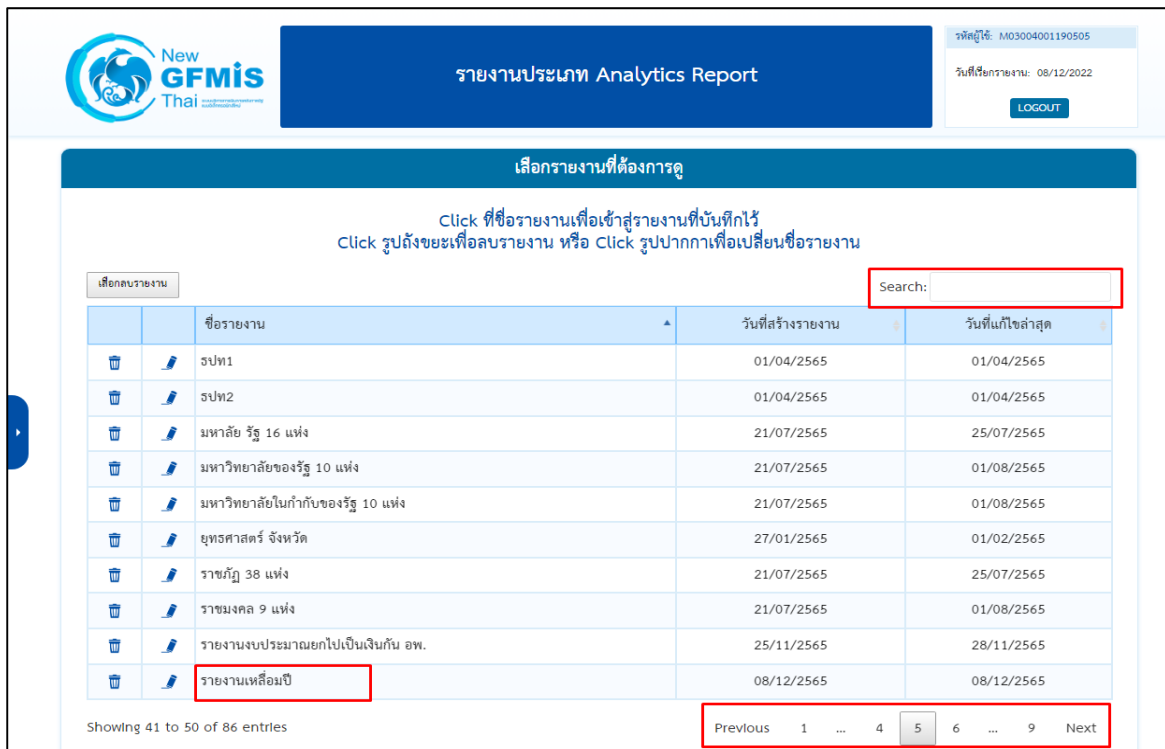 New
GFMiS
Thai
รายงานประเภท Analytics Report
รหัสผู้ใช้: M03004001190505
วันที่เรียกรายงาน: 08/12/2022
LOGOUT
เลือกรายงานที่ต้องการดู
Click ที่ชื่อรายงานเพื่อเข้าสู่รายงานที่บันทึกไว้
Click รูปถังขยะเพื่อลบรายงาน หรือ Click รูปปากกาเพื่อเปลี่ยนชื่อรายงาน
เลือกลบรายงาน
Search:
ชื่อรายงาน วันที่สร้างรายงาน วันที่แก้ไขล่าสุด
ธปท1 01/04/2565 01/04/2565
ธปท2 01/04/2565 01/04/2565
มหาลัย รัฐ 16 แห่ง 21/07/2565 25/07/2565
มหาวิทยาลัยของรัฐ 10 แห่ง 21/07/2565 01/08/2565
มหาวิทยาลัยในกำกับของรัฐ 10 แห่ง 21/07/2565 01/08/2565
ยุทธศาสตร์ จังหวัด 27/01/2565 01/02/2565
ราชภัฏ 38 แห่ง 21/07/2565 25/07/2565
ราชมงคล 9 แห่ง 21/07/2565 01/08/2565
รายงานงบประมาณยกไปเป็นเงินกัน อพ. 25/11/2565 28/11/2565
รายงานเหลื่อมปี 08/12/2565 08/12/2565
Showing 41 to 50 of 86 entries
Previous 1 ... 4 5 6 ... 9 Next